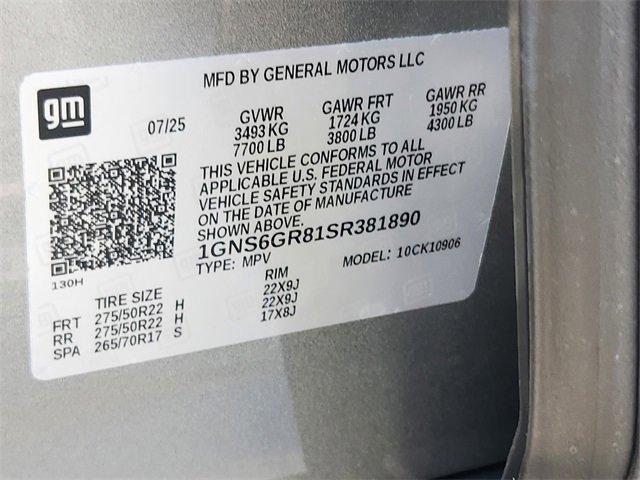 MFD BY GENERAL MOTORS LLC
gm
07/25
GVWR GAWR FRT GAWR RR
3493 KG 1724 KG 1950 KG
7700 LB 3800 LB 4300 LB
THIS VEHICLE CONFORMS TO ALL
APPLICABLE U.S. FEDERAL MOTOR
VEHICLE SAFETY STANDARDS IN EFFECT
ON THE DATE OF MANUFACTURE
SHOWN ABOVE.
1GNS6GR81SR381890
TYPE: MPV MODEL: 10CK10906
130H
TIRE SIZE RIM
FRT 275/50R22 H 22X9J
RR 275/50R22 H 22X9J
SPA 265/70R17 S 17X8J